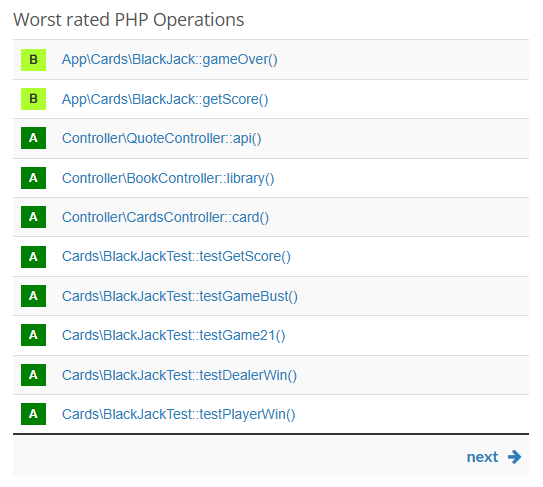 Worst rated PHP Operations
B App\Cards\BlackJack::gameOver()
B App\Cards\BlackJack::getScore()
A Controller\QuoteController::api()
A Controller\BookController::library()
A Controller\CardsController::card()
A Cards\BlackJackTest::testGetScore()
A Cards\BlackJackTest::testGameBust()
A Cards\BlackJackTest::testGame21()
A Cards\BlackJackTest::testDealerWin()
A Cards\BlackJackTest::testPlayerWin()
next